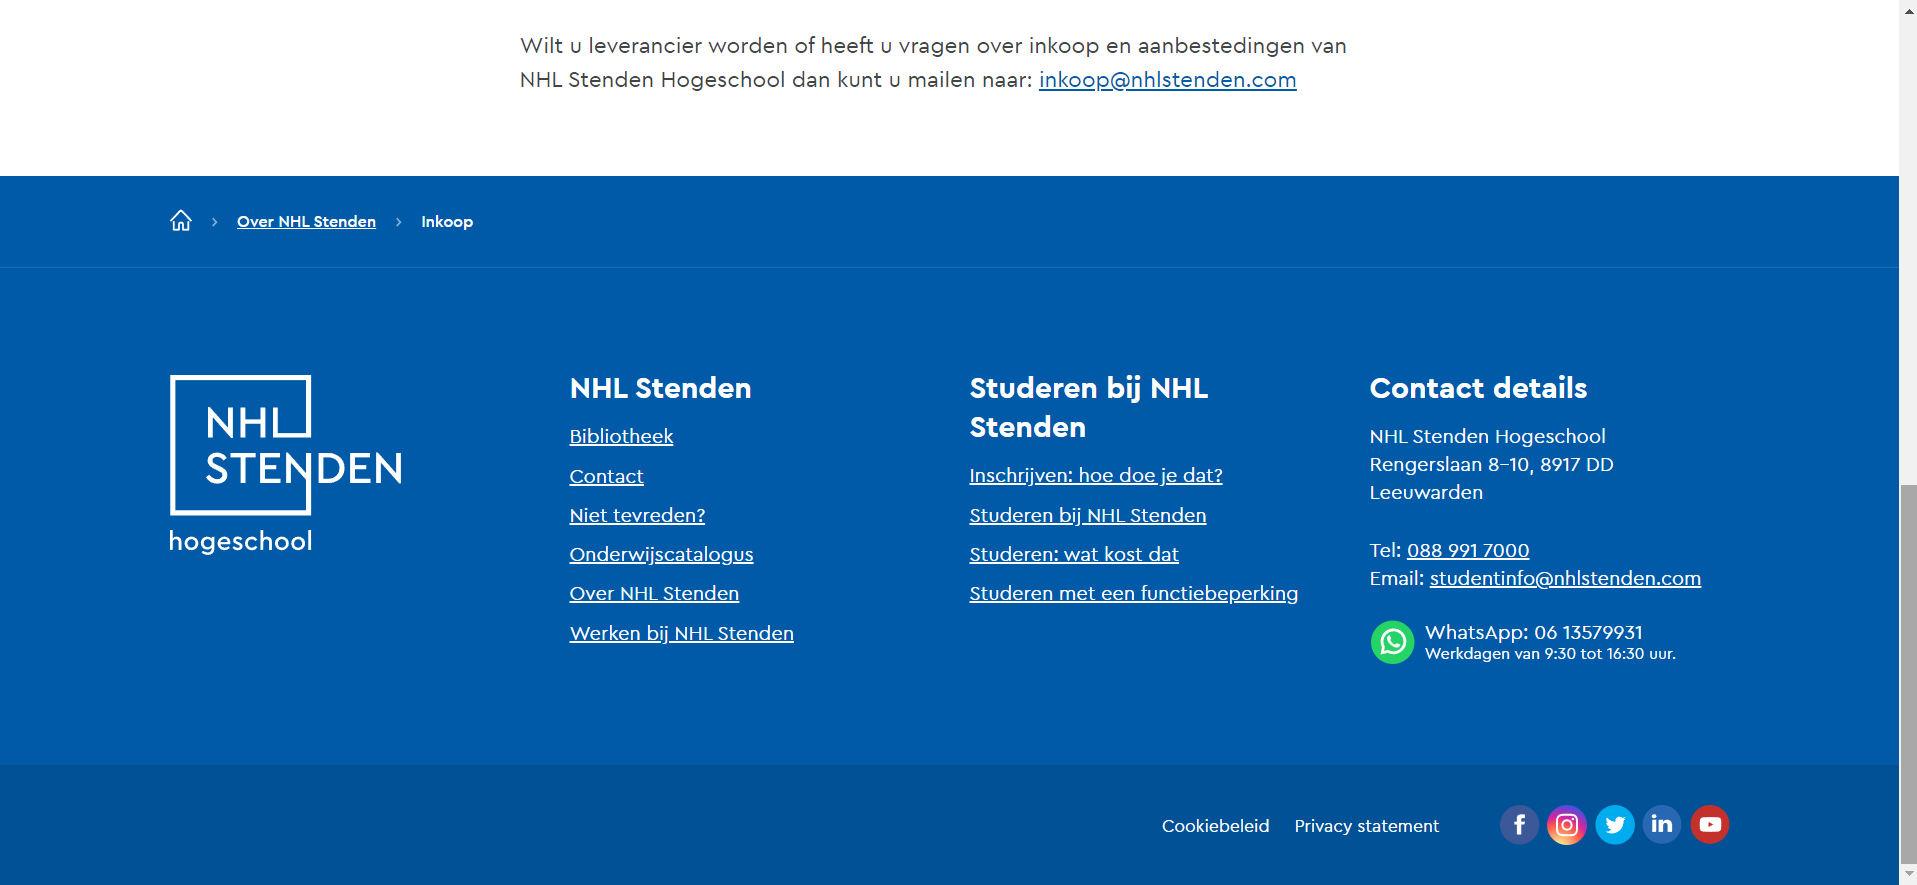 Wilt u leverancier worden of heeft u vragen over inkoop en aanbestedingen van
NHL Stenden Hogeschool dan kunt u mailen naar: inkoop@nhlstenden.com
Over NHL Stenden
Inkoop
NHL
STENDEN
hogeschool
NHL Stenden
Bibliotheek
Contact
Niet tevreden?
Onderwijscatalogus
Over NHL Stenden
Werken bij NHL Stenden
Studeren bij NHL
Stenden
Inschrijven: hoe doe je dat?
Studeren bij NHL Stenden
Studeren: wat kost dat
Studeren met een functiebeperking
Contact details
NHL Stenden Hogeschool
Rengerslaan 8-10, 8917 DD
Leeuwarden
Tel: 088 991 7000
Email: studentinfo@nhlstenden.com
WhatsApp: 06 13579931
Werkdagen van 9:30 tot 16:30 uur.
Cookiebeleid
Privacy statement